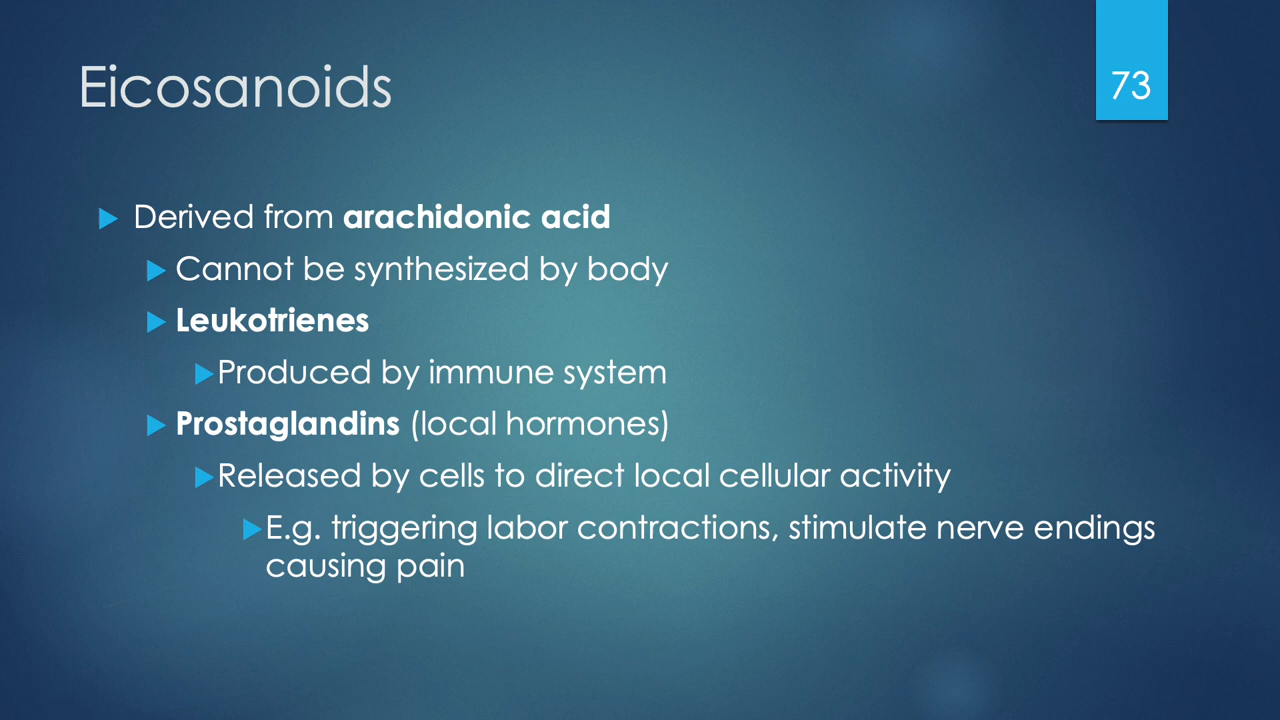 Eicosanoids
73
Derived from arachidonic acid
Cannot be synthesized by body
Leukotrienes
Produced by immune system
Prostaglandins (local hormones)
Released by cells to direct local cellular activity
E.g. triggering labor contractions, stimulate nerve endings
causing pain